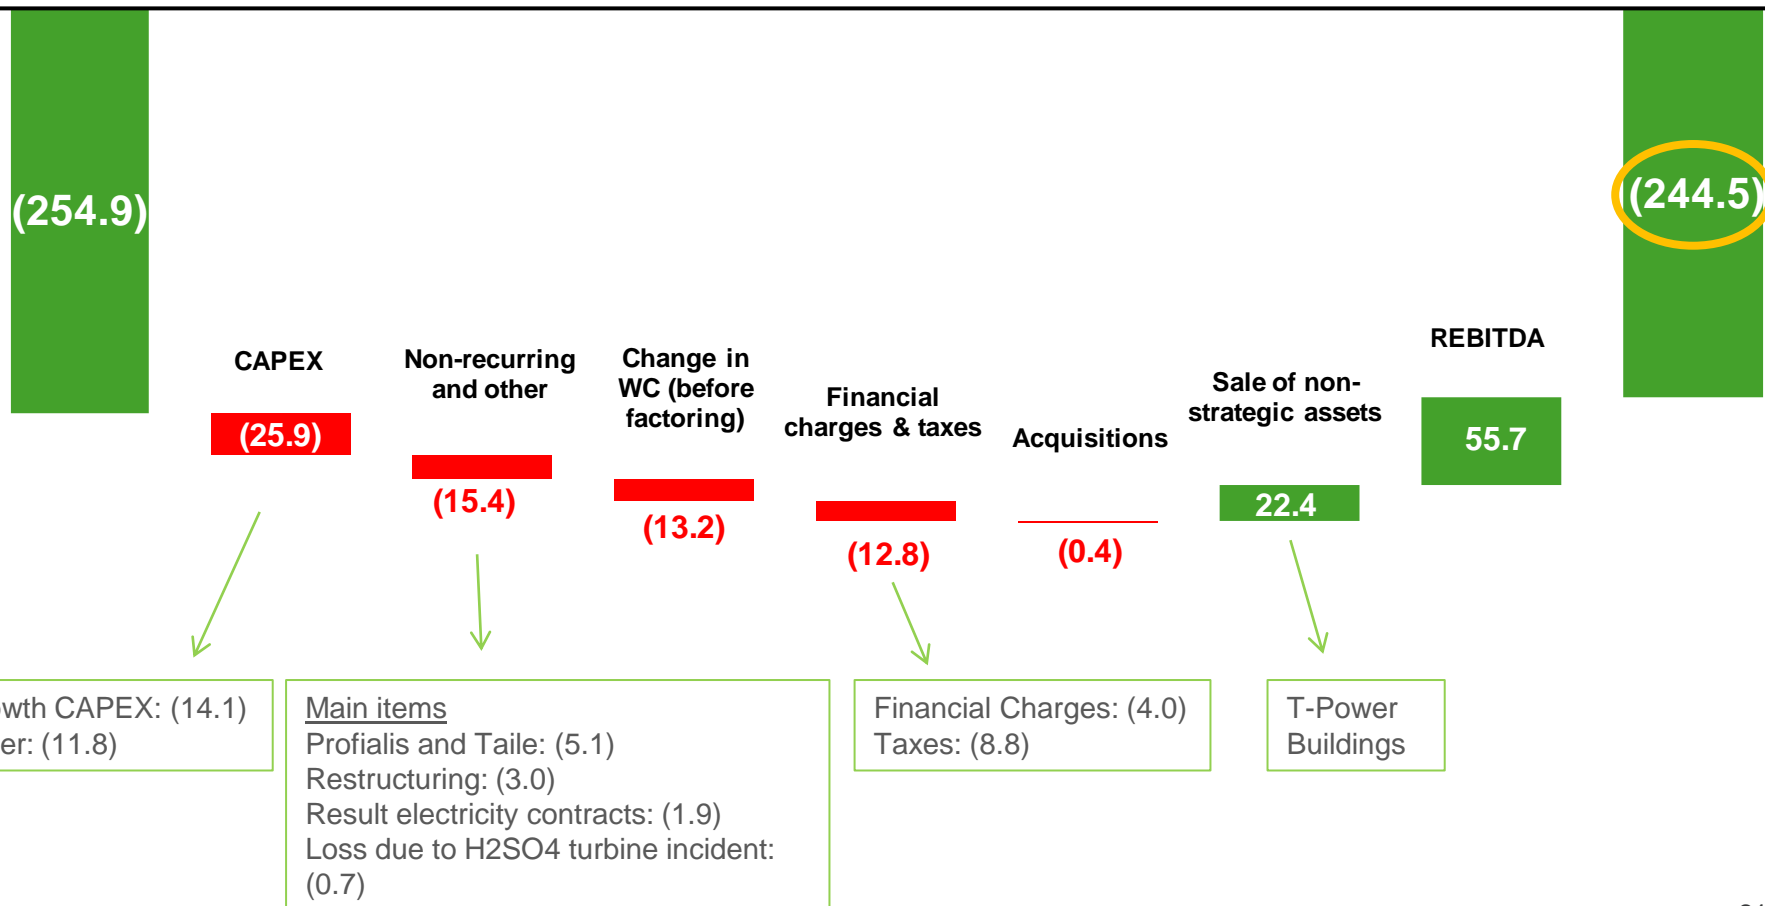 (254.9)
(244.5)
REBITDA
CAPEX
Non-recurring
and other
Change in
WC (before
factoring)
Financial
charges & taxes
Acquisitions
Sale of non-
strategic assets
(25.9)
(15.4)
(13.2)
(12.8)
(0.4)
22.4
55.7
CAPEX: (14.1)
(11.8)
Main items
Profialis and Taile: (5.1)
Restructuring: (3.0)
Result electricity contracts: (1.9)
Loss due to H2SO4 turbine incident:
(0.7)
Financial Charges: (4.0)
Taxes: (8.8)
T-Power
Buildings